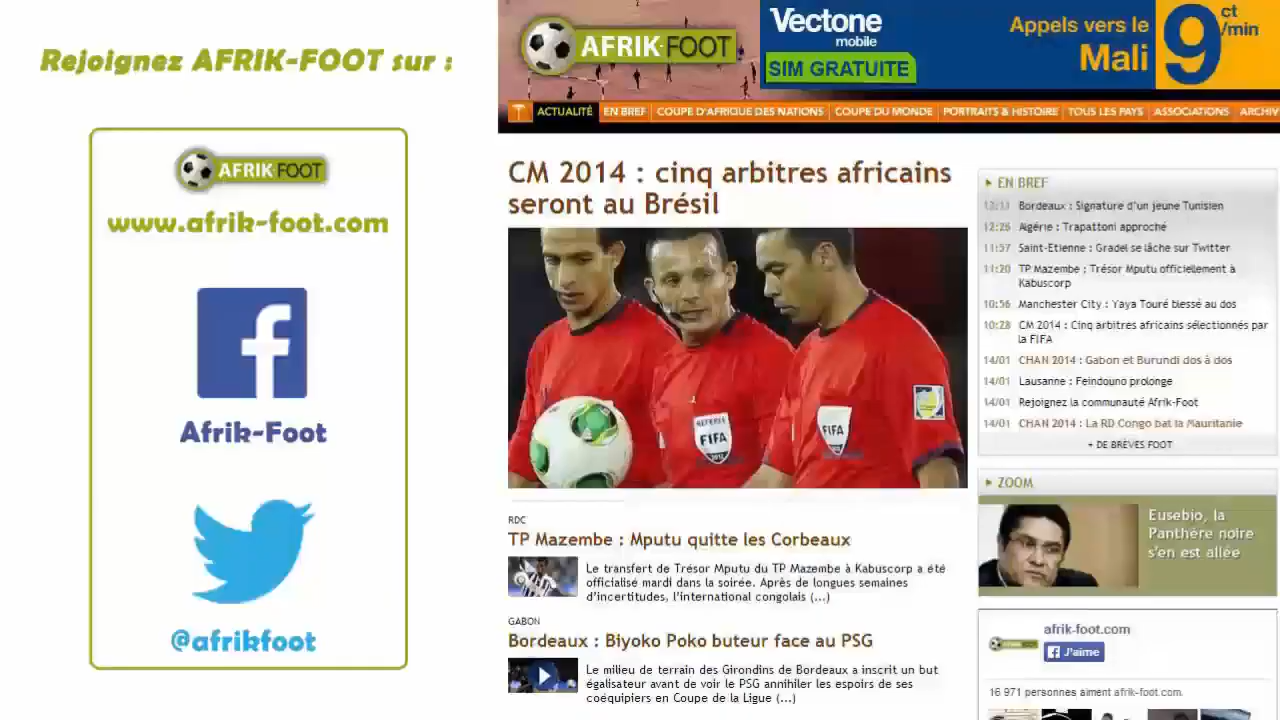 Rejoignez AFRIK-FOOT sur :
AFRIK FOOT
www.afrik-foot.com
f
Afrik-Foot
@afrikfoot
AFRIK-FOOT
Vectone
mobile
SIM GRATUITE
Appels vers le
Mali
9 ct /min
ACTUALITÉ
EN BREF
COUPE D'AFRIQUE DES NATIONS
COUPE DU MONDE
PORTRAITS & HISTOIRE
TOUS LES PAYS
ASSOCIATIONS
ARCHIV
CM 2014 : cinq arbitres africains
seront au Brésil
REFEREE
FIFA
2012
FIFA
RDC
TP Mazembe : Mputu quitte les Corbeaux
Le transfert de Trésor Mputu du TP Mazembe à Kabuscorp a été
officialisé mardi dans la soirée. Après de longues semaines
d'incertitudes, l'international congolais (...)
GABON
Bordeaux : Biyoko Poko buteur face au PSG
Le milieu de terrain des Girondins de Bordeaux a inscrit un but
égalisateur avant de voir le PSG annihiler les espoirs de ses
coéquipiers en Coupe de la Ligue (...)
EN BREF
13:11 Bordeaux : Signature d'un jeune Tunisien
12:26 Algérie : Trapattoni approché
11:57 Saint-Etienne : Gradel se lâche sur Twitter
11:20 TP Mazembe : Trésor Mputu officiellement à
Kabuscorp
10:56 Manchester City : Yaya Touré blessé au dos
10:28 CM 2014 : Cinq arbitres africains sélectionnés par
la FIFA
14/01 CHAN 2014 : Gabon et Burundi dos à dos
14/01 Lausanne : Feindouno prolonge
14/01 Rejoignez la communauté Afrik-Foot
14/01 CHAN 2014 : La RD Congo bat la Mauritanie
+ DE BRÈVES FOOT
ZOOM
Eusebio, la
Panthère noire
s'en est allée
afrik-foot.com
J'aime
16 971 personnes aiment afrik-foot.com.